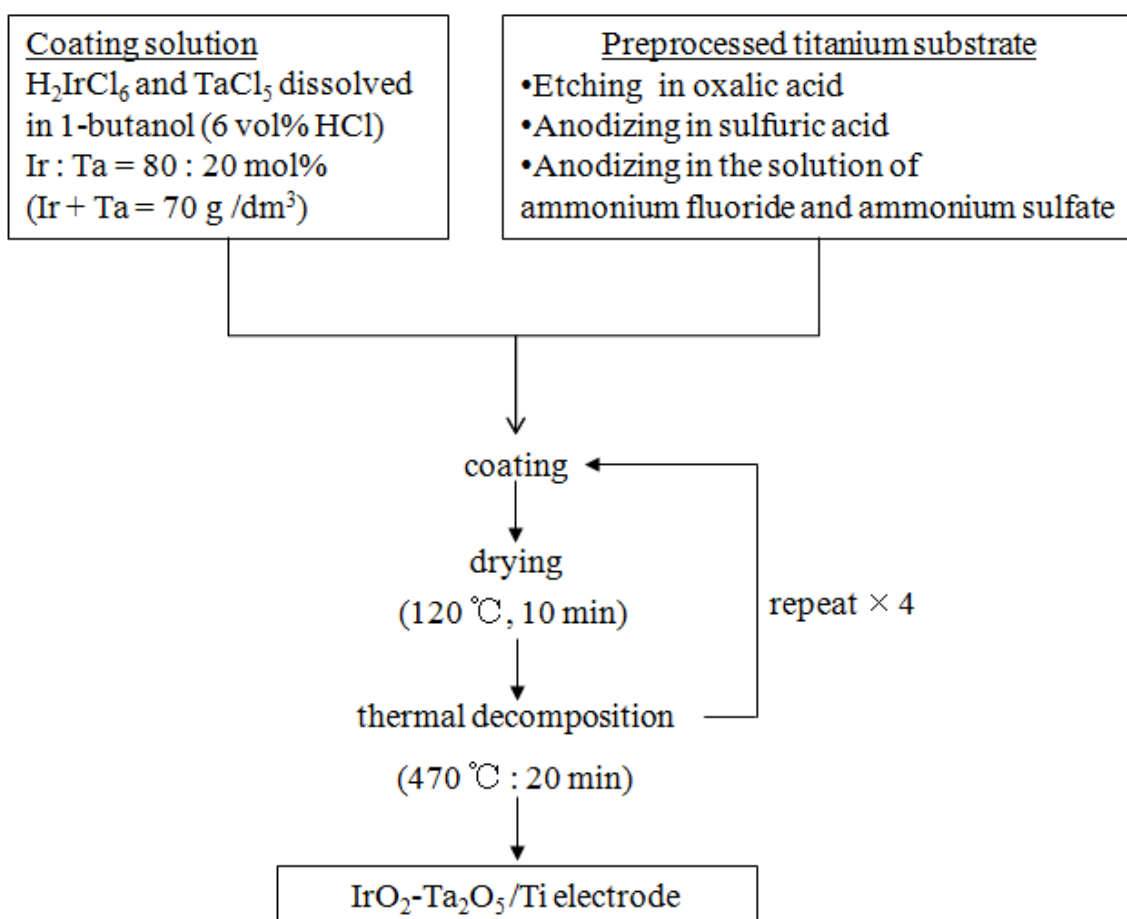 Coating solution
H₂IrCl₆ and TaCl₅ dissolved
in 1-butanol (6 vol% HCl)
Ir : Ta = 80 : 20 mol%
(Ir + Ta = 70 g /dm³)
Preprocessed titanium substrate
•Etching in oxalic acid
•Anodizing in sulfuric acid
•Anodizing in the solution of
ammonium fluoride and ammonium sulfate
coating
drying
(120 ℃, 10 min)
repeat × 4
thermal decomposition
(470 ℃ : 20 min)
IrO₂-Ta₂O₅/Ti electrode